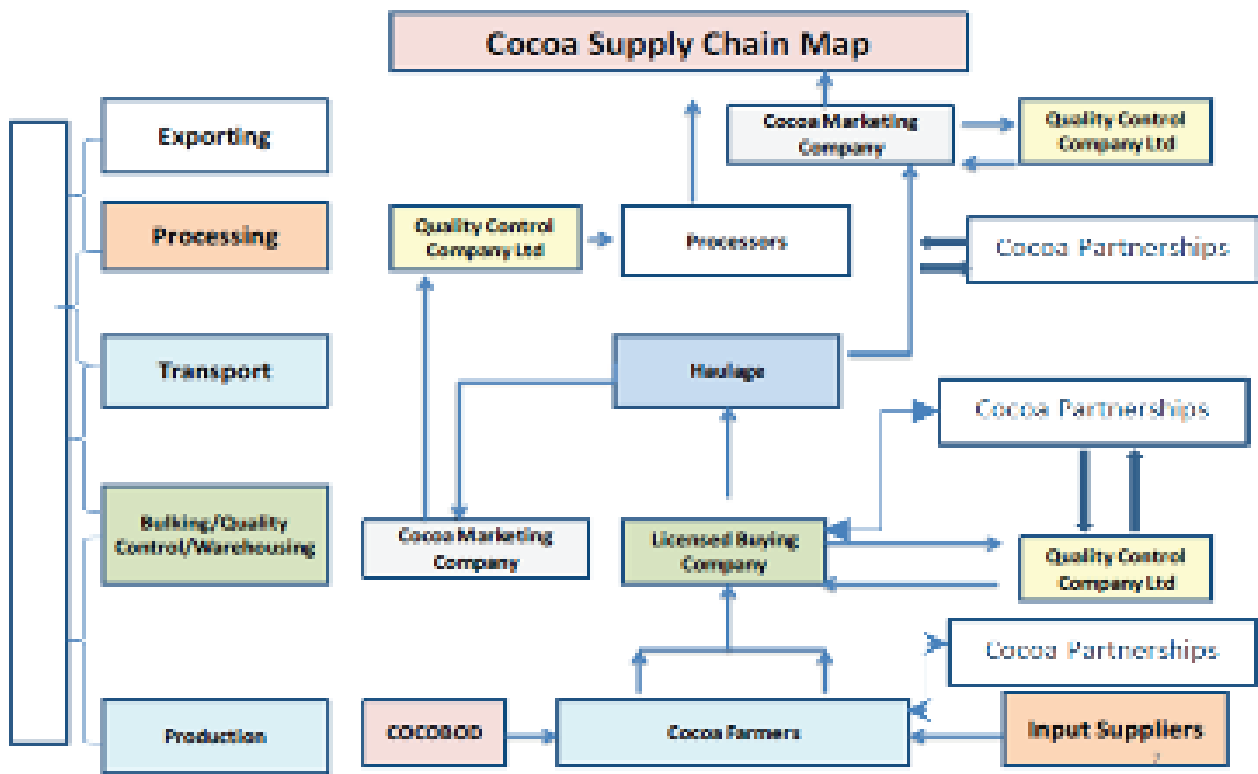 Cocoa Supply Chain Map
Exporting
Cocoa Marketing
Company
Quality Control
Company Ltd
Processing
Quality Control
Company Ltd
Processors
Cocoa Partnerships
Transport
Haulage
Cocoa Partnerships
Bulking/Quality
Control/Warehousing
Cocoa Marketing
Company
Licensed Buying
Company
Quality Control
Company Ltd
Cocoa Partnerships
Production
COCOBOD
Cocoa Farmers
Input Suppliers